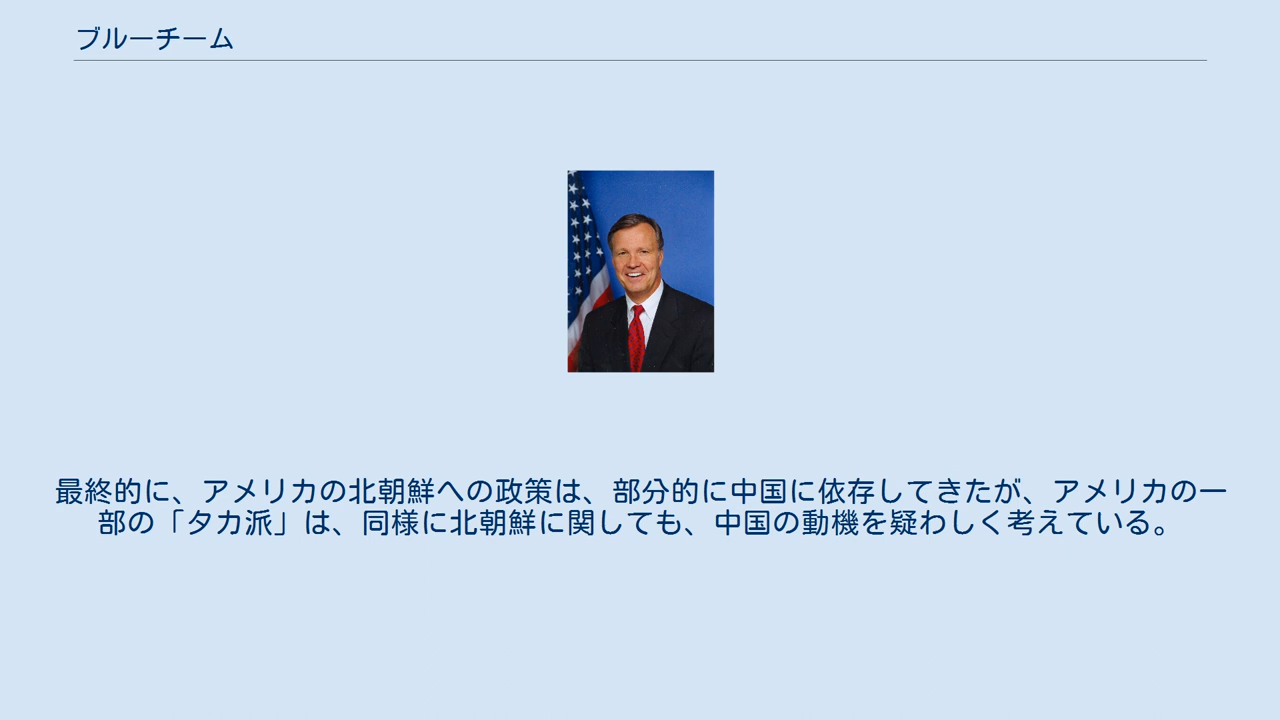 ブルーチーム
最終的に、アメリカの北朝鮮への政策は、部分的に中国に依存してきたが、アメリカの一
部の「タカ派」は、同様に北朝鮮に関しても、中国の動機を疑わしく考えている。